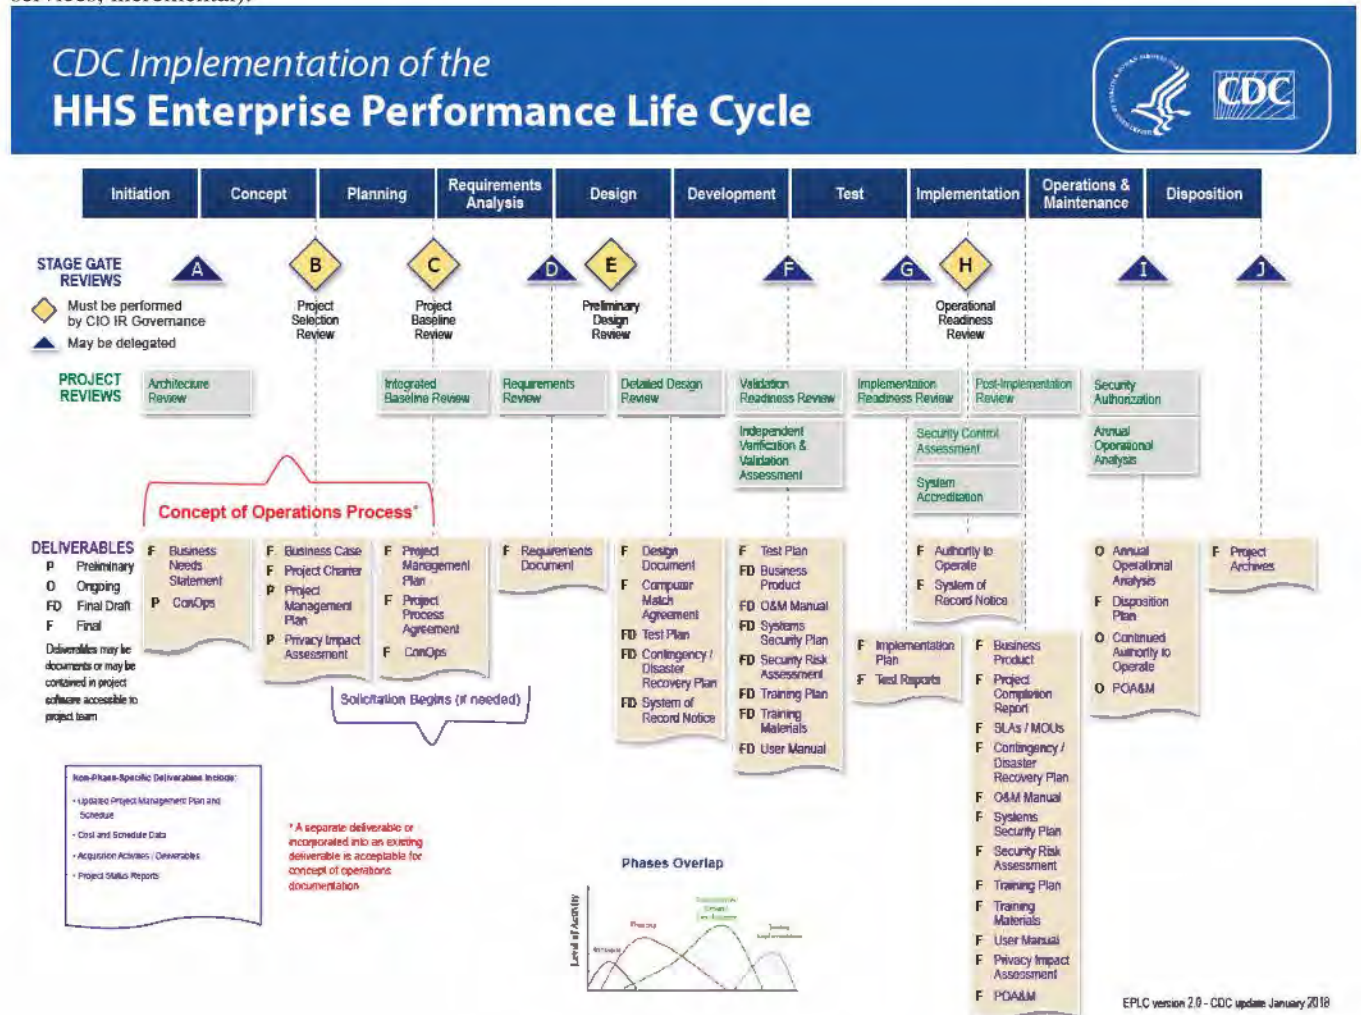 CDC Implementation of the
HHS Enterprise Performance Life Cycle
CDC
Initiation
Concept
Planning
Requirements
Analysis
Design
Development
Test
Implementation
Operations &
Maintenance
Disposition
STAGE GATE
REVIEWS
Must be performed
by CIO IR Governance
May be delegated
A
B
Project
Selection
Review
C
Project
Baseline
Review
D
E
Preliminary
Design
Review
F
G
H
Operational
Readiness
Review
I
J
PROJECT
REVIEWS
Architecture
Review
Integrated
Baseline Review
Requirements
Review
Detailed Design
Review
Validation
Readiness Review
Independent
Verification &
Validation
Assessment
Implementation
Readiness Review
Post-Implementation
Review
Security Control
Assessment
System
Accreditation
Security
Authorization
Annual
Operational
Analysis
Concept of Operations Process*
DELIVERABLES
P Preliminary
O Ongoing
FD Final Draft
F Final
Deliverables may be
documents or may be
contained in project
software accessible to
project team
F Business
Needs
Statement
P ConOps
F Business Case
F Project Charter
P Project
Management
Plan
P Privacy Impact
Assessment
F Project
Management
Plan
F Project
Process
Agreement
F ConOps
Solicitation Begins (if needed)
F Requirements
Document
F Design
Document
F Computer
Match
Agreement
FD Test Plan
FD Contingency /
Disaster
Recovery Plan
FD System of
Record Notice
F Test Plan
FD Business
Product
FD O&M Manual
FD Systems
Security Plan
FD Security Risk
Assessment
FD Training Plan
FD Training
Materials
FD User Manual
F Implementation
Plan
F Test Reports
F Authority to
Operate
F System of
Record Notice
F Business
Product
F Project
Completion
Report
F SLAs / MOUs
F Contingency /
Disaster
Recovery Plan
F O&M Manual
F Systems
Security Plan
F Security Risk
Assessment
F Training Plan
F Training
Materials
F User Manual
F Privacy Impact
Assessment
F POA&M
O Annual
Operational
Analysis
F Disposition
Plan
O Continued
Authority to
Operate
O POA&M
F Project
Archives
Non-Phase-Specific Deliverables Include:
• Updated Project Management Plan and
Schedule
• Cost and Schedule Data
• Acquisition Activities / Deliverables
• Project Status Reports
* A separate deliverable or
incorporated into an existing
deliverable is acceptable for
concept of operations
documentation
Phases Overlap
Level of Activity
Planning
EPLC version 2.0 - CDC update January 2018